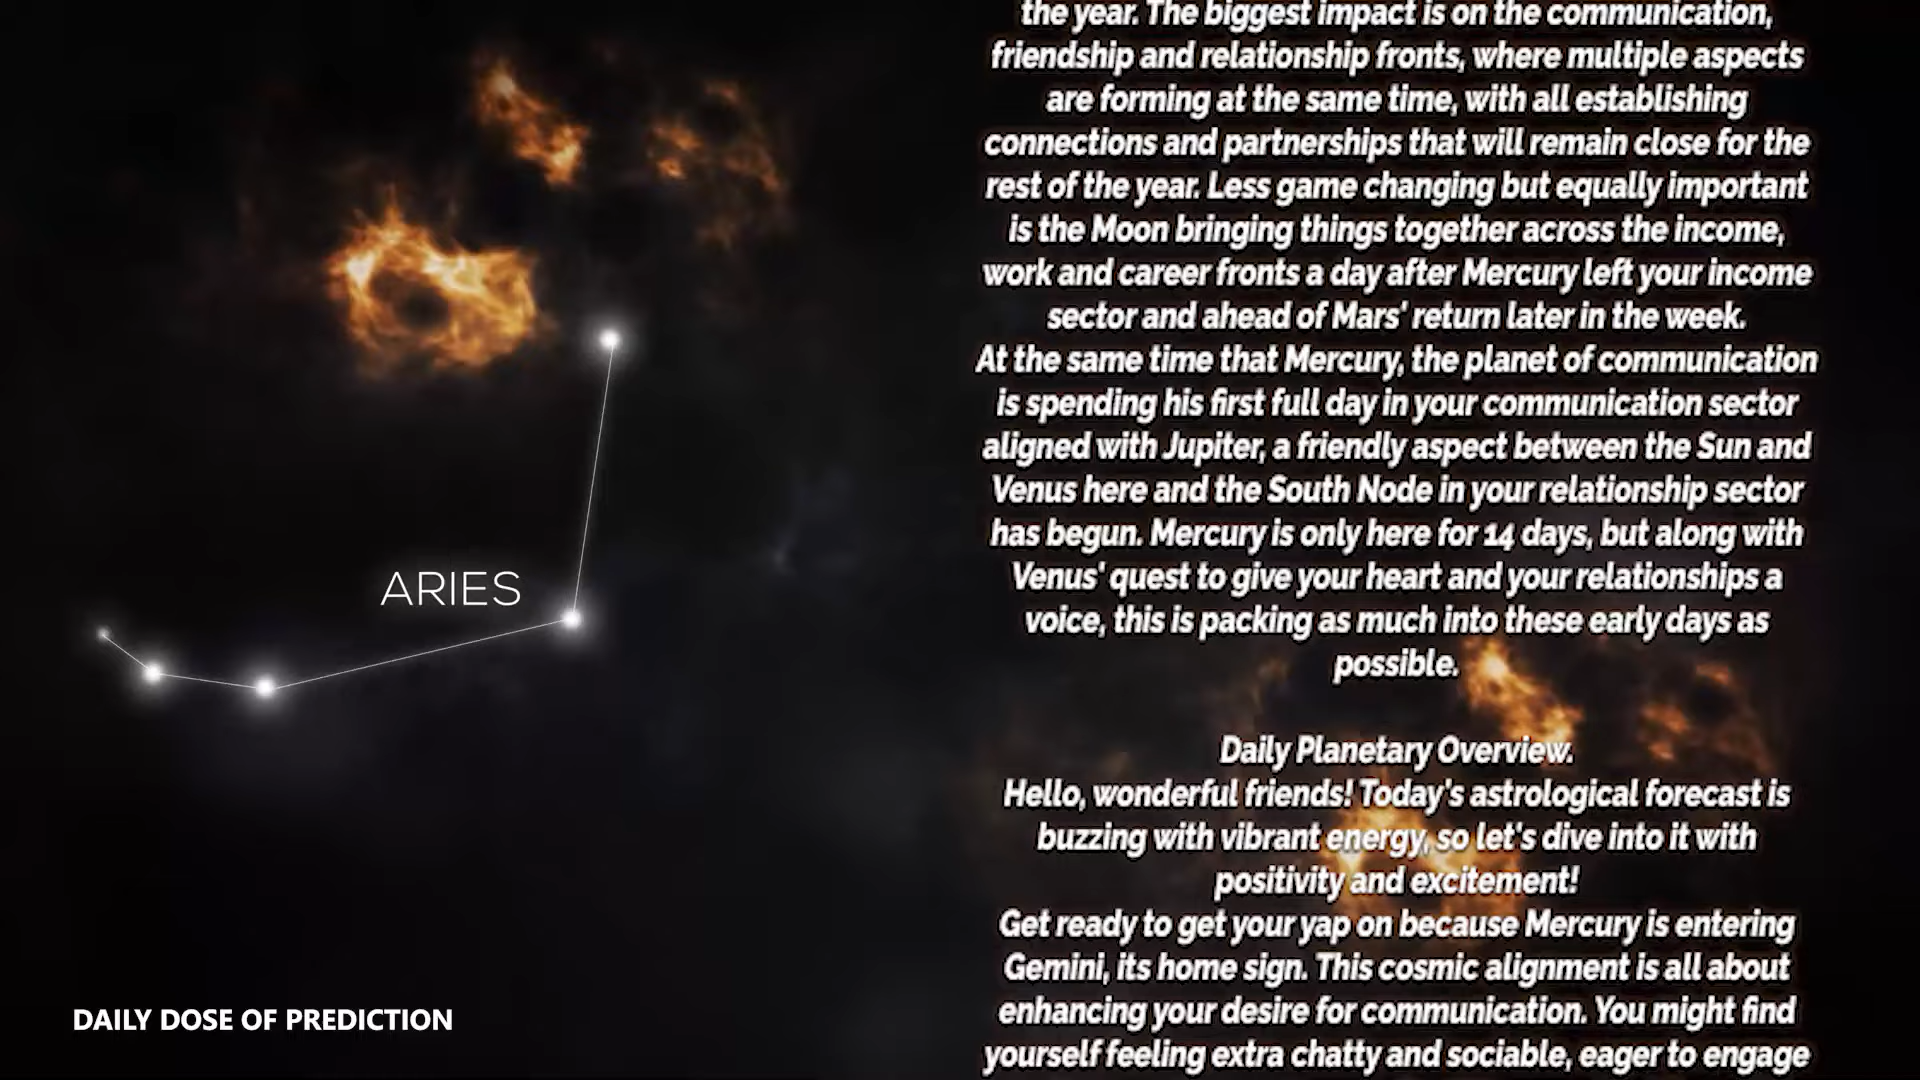 the year. The biggest impact is on the communication,
friendship and relationship fronts, where multiple aspects
are forming at the same time, with all establishing
connections and partnerships that will remain close for the
rest of the year. Less game changing but equally important
is the Moon bringing things together across the income,
work and career fronts a day after Mercury left your income
sector and ahead of Mars' return later in the week.
At the same time that Mercury, the planet of communication
is spending his first full day in your communication sector
aligned with Jupiter, a friendly aspect between the Sun and
Venus here and the South Node in your relationship sector
has begun. Mercury is only here for 14 days, but along with
Venus' quest to give your heart and your relationships a
voice, this is packing as much into these early days as
possible.
Daily Planetary Overview.
Hello, wonderful friends! Today's astrological forecast is
buzzing with vibrant energy, so let's dive into it with
positivity and excitement!
Get ready to get your yap on because Mercury is entering
Gemini, its home sign. This cosmic alignment is all about
enhancing your desire for communication. You might find
yourself feeling extra chatty and sociable, eager to engage
ARIES
DAILY DOSE OF PREDICTION